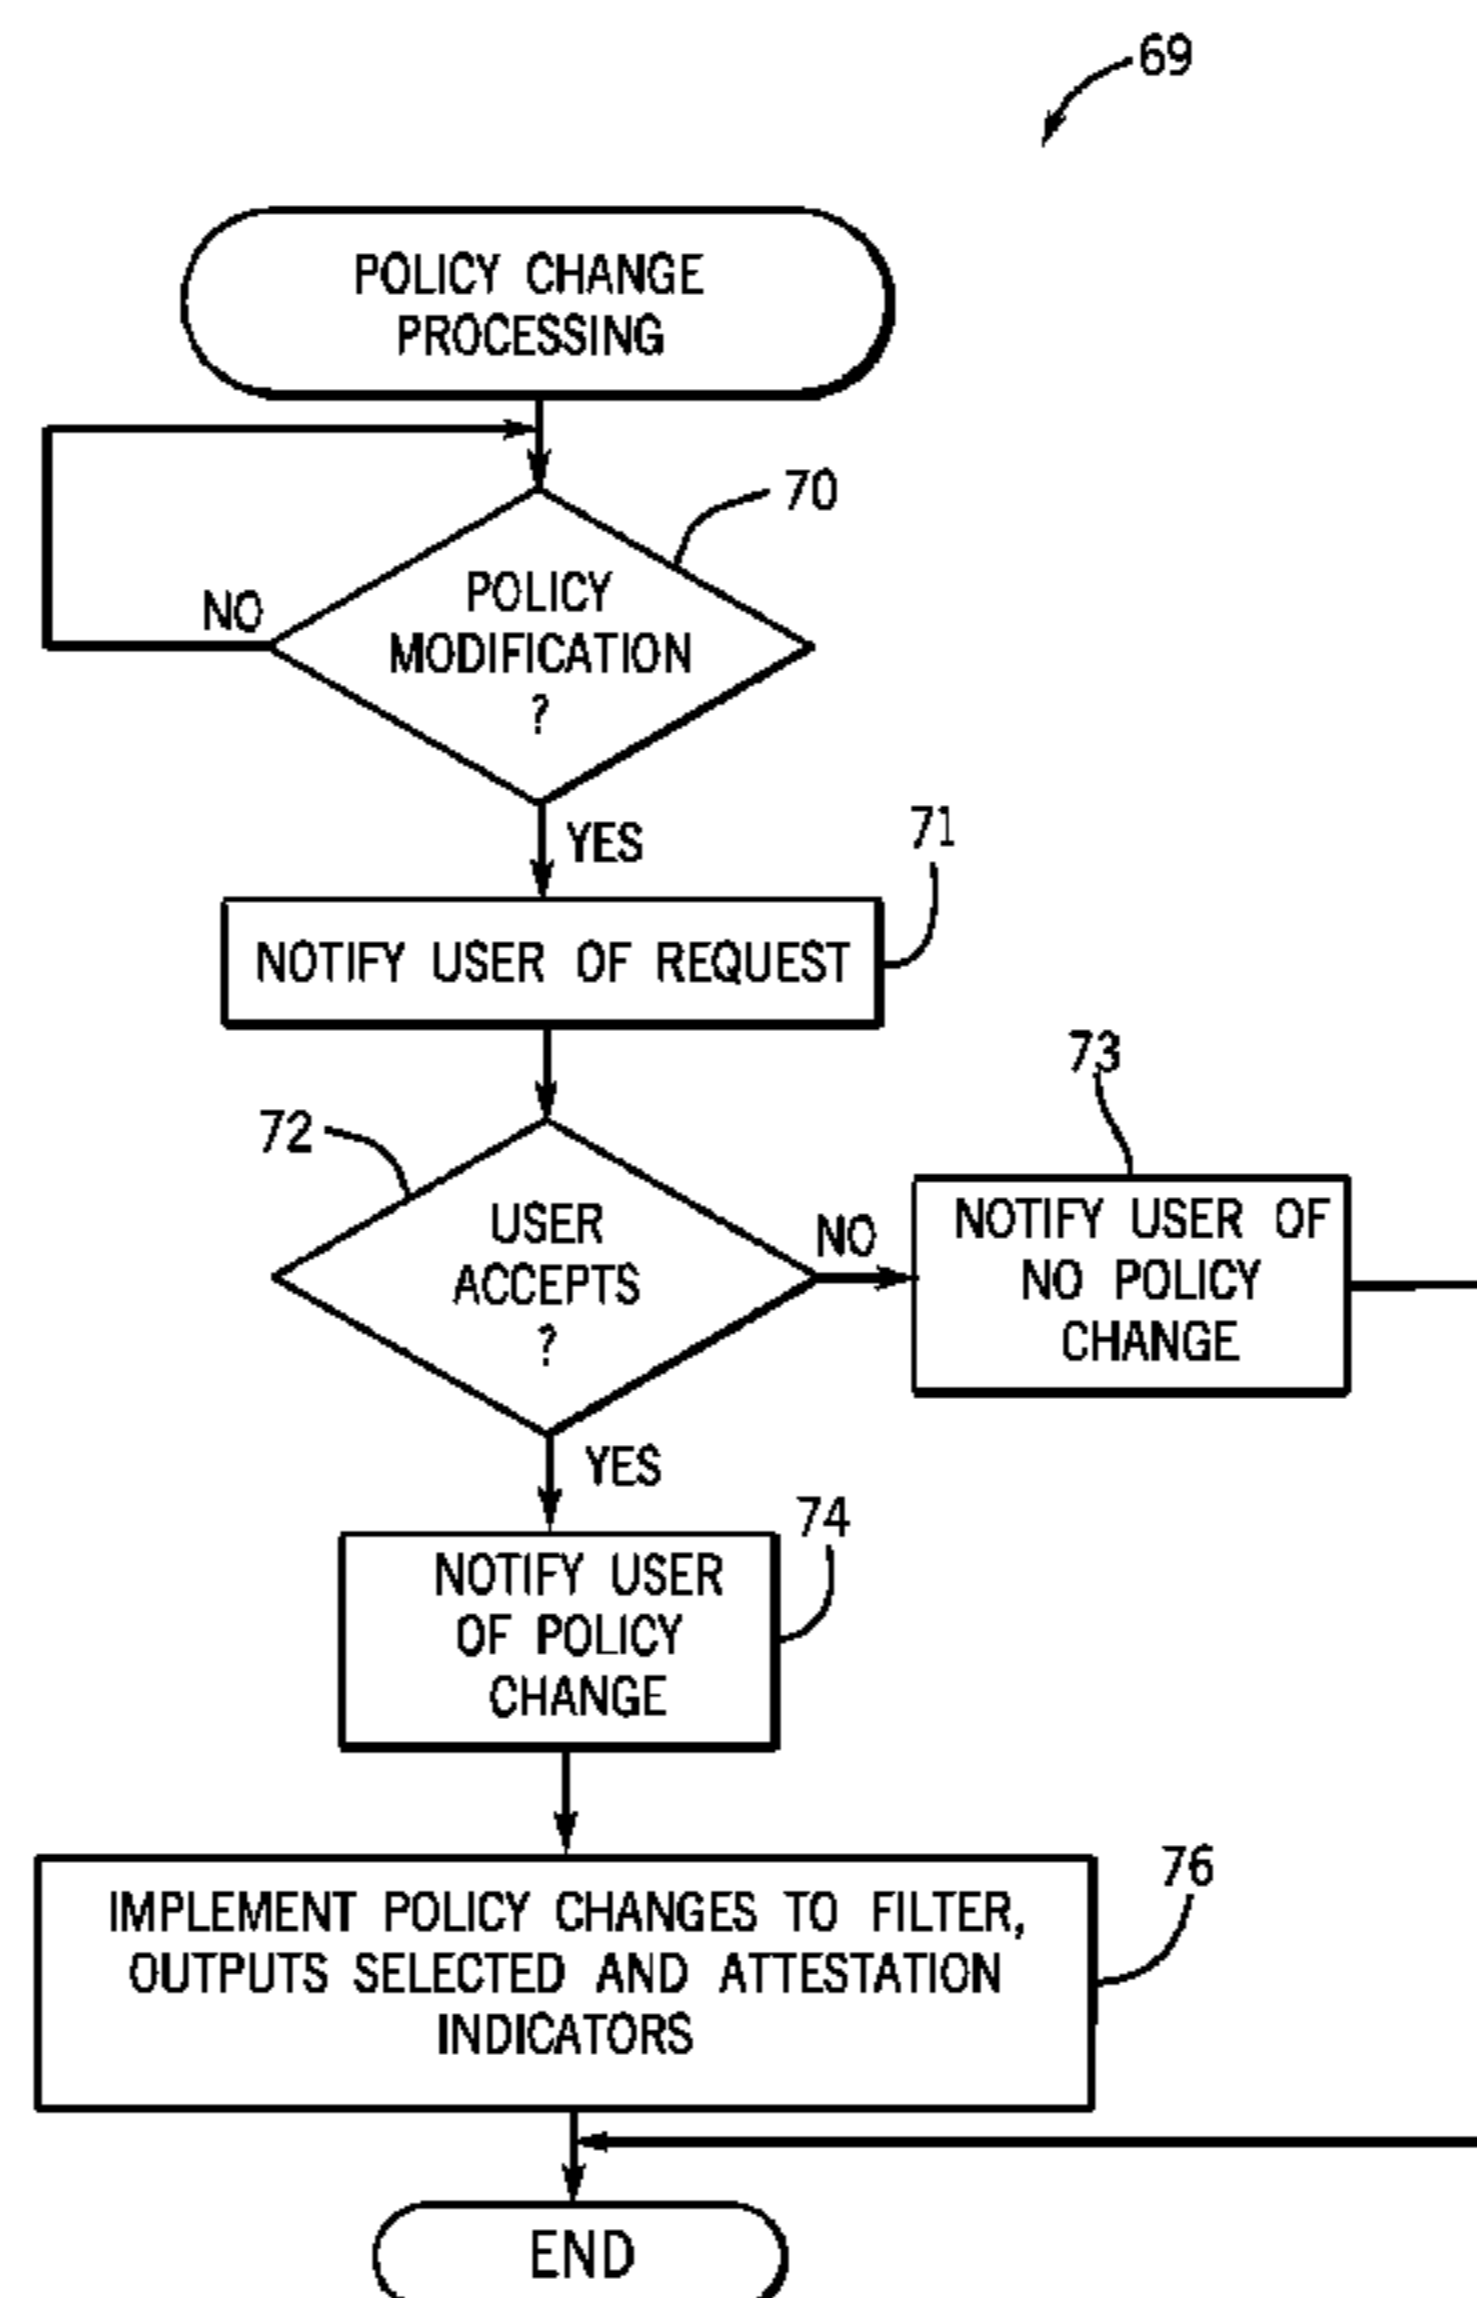 69
POLICY CHANGE
PROCESSING
70
POLICY
MODIFICATION
?
NO
YES
71
NOTIFY USER OF REQUEST
72
USER
ACCEPTS
?
NO
73
NOTIFY USER OF
NO POLICY
CHANGE
YES
74
NOTIFY USER
OF POLICY
CHANGE
76
IMPLEMENT POLICY CHANGES TO FILTER,
OUTPUTS SELECTED AND ATTESTATION
INDICATORS
END